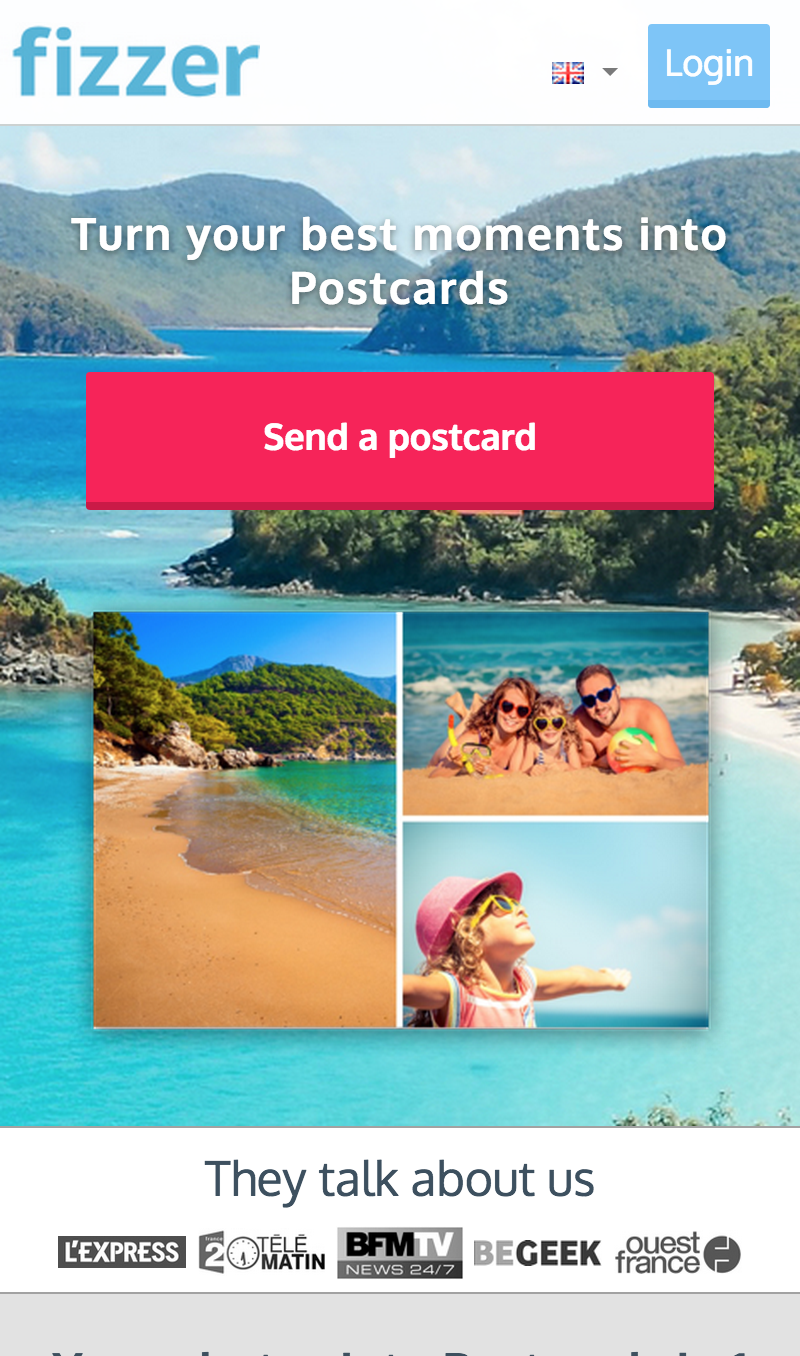 fizzer
Login
Turn your best moments into
Postcards
Send a postcard
They talk about us
L'EXPRESS
france
2
TÉLÉ
MATIN
BFMTV
NEWS 24/7
BEGEEK
ouest
france